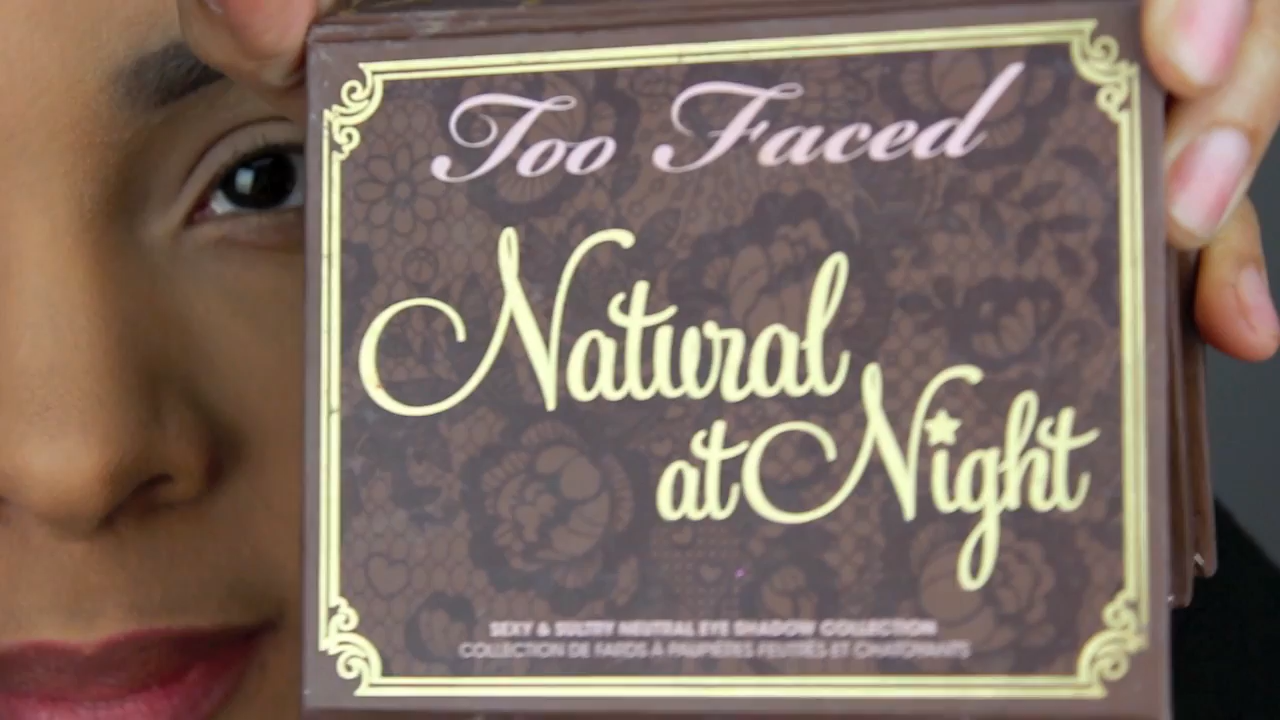 Too Faced
Natural
at Night
SEXY & SULTRY NEUTRAL EYE SHADOW COLLECTION
COLLECTION DE FARDS À PAUPIÈRES FEUTRÉS ET CHATOYANTS